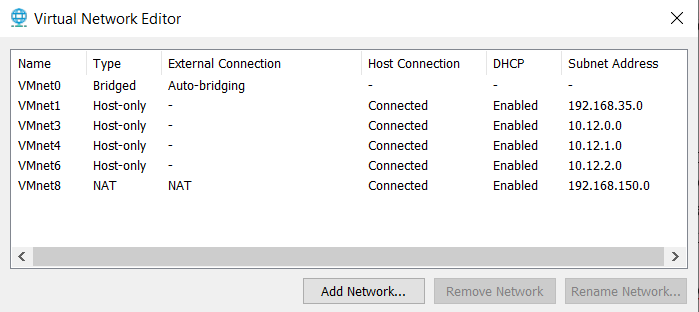 Virtual Network Editor
Name Type External Connection Host Connection DHCP Subnet Address
VMnet0 Bridged Auto-bridging - - -
VMnet1 Host-only - Connected Enabled 192.168.35.0
VMnet3 Host-only - Connected Enabled 10.12.0.0
VMnet4 Host-only - Connected Enabled 10.12.1.0
VMnet6 Host-only - Connected Enabled 10.12.2.0
VMnet8 NAT NAT Connected Enabled 192.168.150.0
Add Network... Remove Network Rename Network...